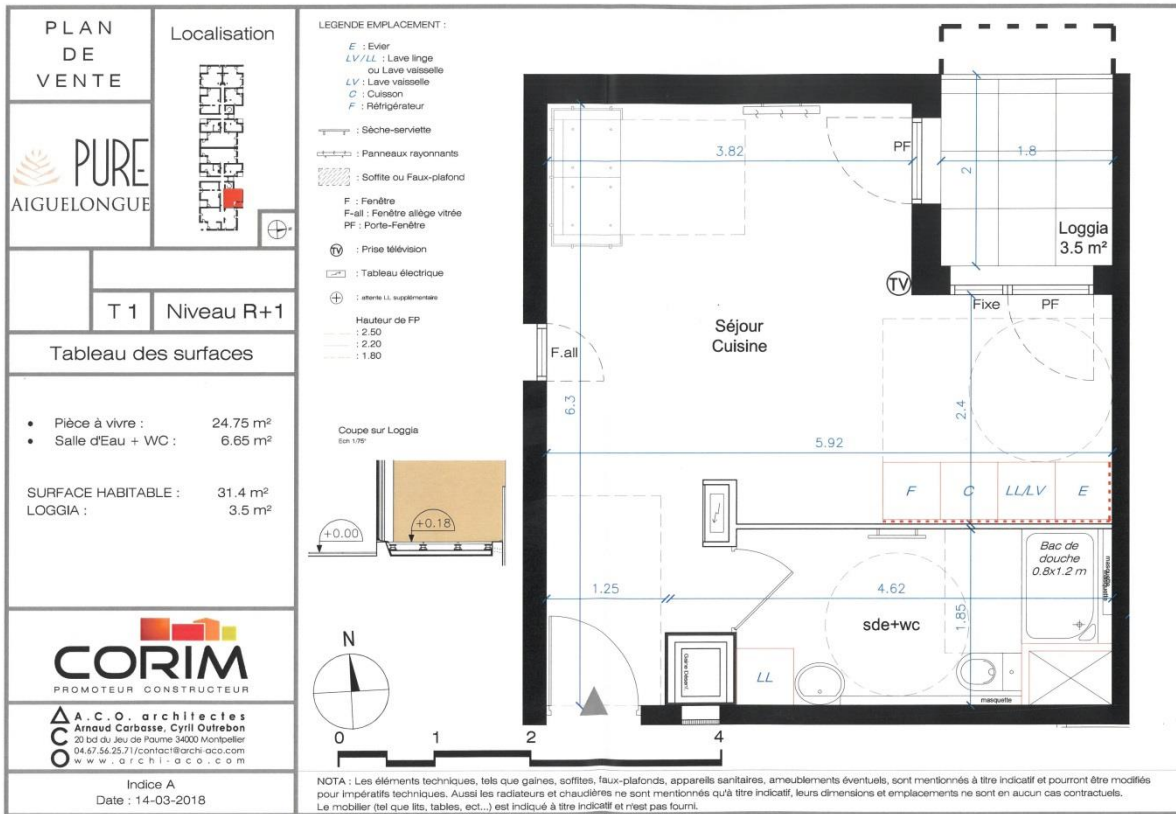 PLAN
DE
VENTE
Localisation
PURE
AIGUELONGUE
T 1
Niveau R+1
Tableau des surfaces
• Pièce à vivre : 24.75 m²
• Salle d'Eau + WC : 6.65 m²
SURFACE HABITABLE : 31.4 m²
LOGGIA : 3.5 m²
CORIM
PROMOTEUR CONSTRUCTEUR
ACO
A.C.O. architectes
Arnaud Carbasse, Cyril Outrebon
20 bd du Jeu de Paume 34000 Montpellier
04.67.56.25.71/contact@archi-aco.com
www.archi-aco.com
Indice A
Date : 14-03-2018
LEGENDE EMPLACEMENT :
E : Evier
LV/LL : Lave linge
ou Lave vaisselle
LV : Lave vaisselle
C : Cuisson
F : Réfrigérateur
: Sèche-serviette
: Panneaux rayonnants
: Soffite ou Faux-plafond
F : Fenêtre
F-all : Fenêtre allège vitrée
PF : Porte-Fenêtre
TV : Prise télévision
: Tableau électrique
: attente LL supplémentaire
Hauteur de FP
: 2.50
: 2.20
: 1.80
Coupe sur Loggia
Ech 1/75°
+0.00
+0.18
N
0 1 2 4
3.82
PF
2
1.8
Loggia
3.5 m²
TV
Fixe
PF
Séjour
Cuisine
F.all
6.3
2.4
5.92
F
C
LL/LV
E
Bac de
douche
0.8x1.2 m
1.25
4.62
1.85
sde+wc
LL
masquette
NOTA : Les éléments techniques, tels que gaines, soffites, faux-plafonds, appareils sanitaires, ameublements éventuels, sont mentionnés à titre indicatif et pourront être modifiés
pour impératifs techniques. Aussi les radiateurs et chaudières ne sont mentionnés qu'à titre indicatif, leurs dimensions et emplacements ne sont en aucun cas contractuels.
Le mobilier (tel que lits, tables, ect...) est indiqué à titre indicatif et n'est pas fourni.